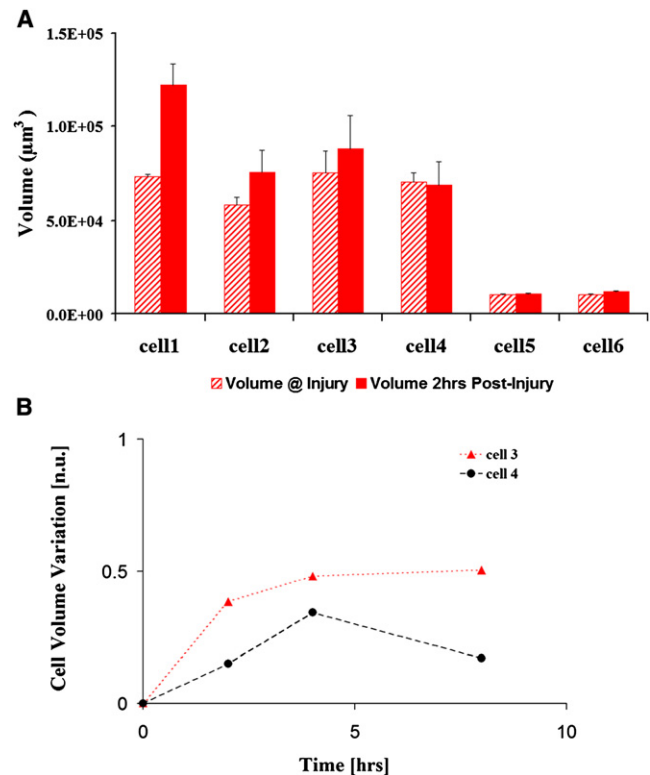 A
Volume (µm³)
1.5E+05
1.0E+05
5.0E+04
0.0E+00
cell1 cell2 cell3 cell4 cell5 cell6
Volume @ Injury Volume 2hrs Post-Injury
B
Cell Volume Variation [n.u.]
1
0.5
0
cell 3
cell 4
0 5 10
Time [hrs]